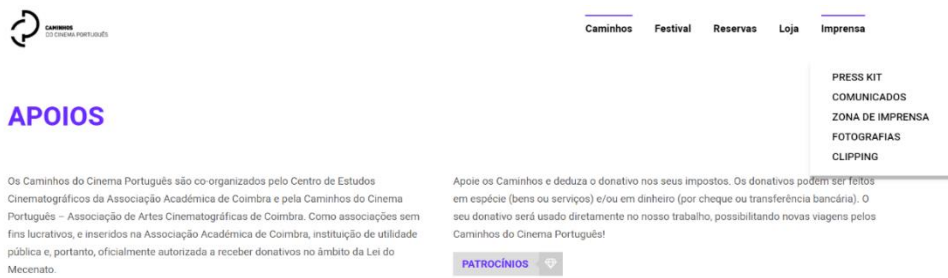 CAMINHOS
DO CINEMA PORTUGUÊS
Caminhos Festival Reservas Loja Imprensa
PRESS KIT
COMUNICADOS
ZONA DE IMPRENSA
FOTOGRAFIAS
CLIPPING
APOIOS
Os Caminhos do Cinema Português são co-organizados pelo Centro de Estudos
Cinematográficos da Associação Académica de Coimbra e pela Caminhos do Cinema
Português – Associação de Artes Cinematográficas de Coimbra. Como associações sem
fins lucrativos, e inseridos na Associação Académica de Coimbra, instituição de utilidade
pública e, portanto, oficialmente autorizada a receber donativos no âmbito da Lei do
Mecenato.
Apoie os Caminhos e deduza o donativo nos seus impostos. Os donativos podem ser feitos
em espécie (bens ou serviços) e/ou em dinheiro (por cheque ou transferência bancária). O
seu donativo será usado diretamente no nosso trabalho, possibilitando novas viagens pelos
Caminhos do Cinema Português!
PATROCÍNIOS